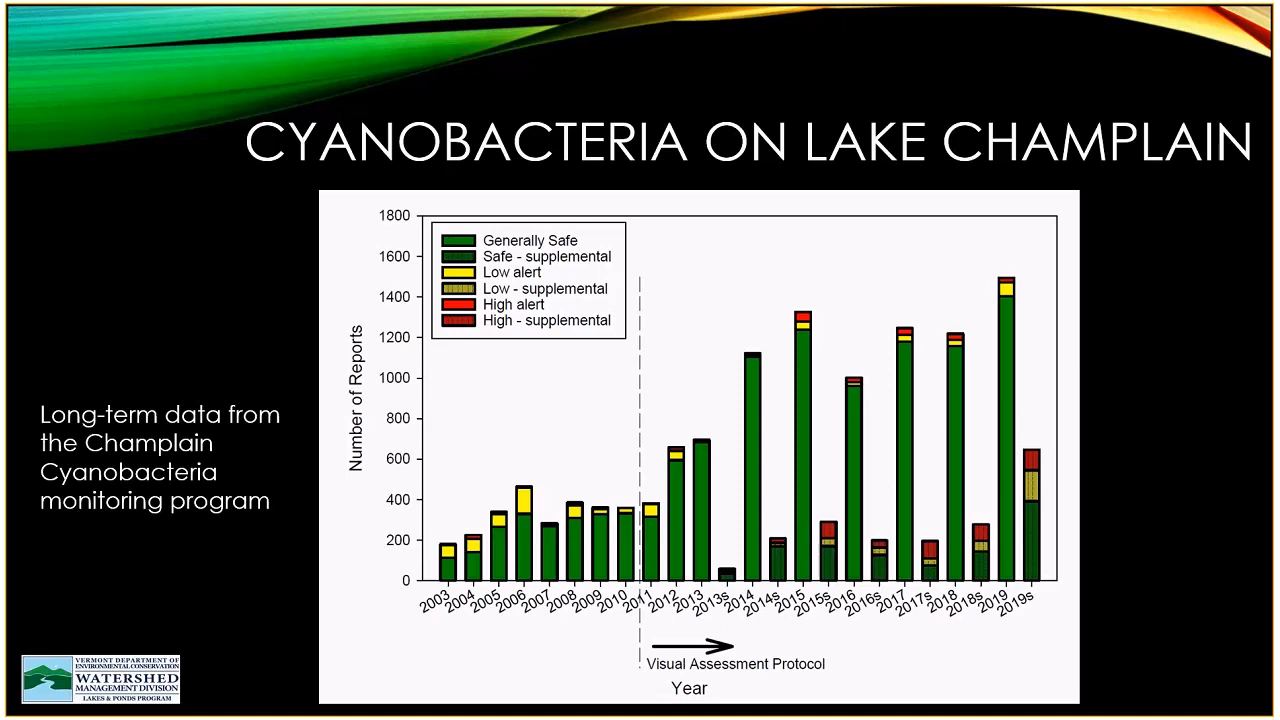 CYANOBACTERIA ON LAKE CHAMPLAIN
Long-term data from
the Champlain
Cyanobacteria
monitoring program
Number of Reports
1800
1600
1400
1200
1000
800
600
400
200
0
Generally Safe
Safe - supplemental
Low alert
Low - supplemental
High alert
High - supplemental
2003
2004
2005
2006
2007
2008
2009
2010
2011
2012
2013
2013s
2014
2014s
2015
2015s
2016
2016s
2017
2017s
2018
2018s
2019
2019s
Visual Assessment Protocol
Year
VERMONT DEPARTMENT OF
ENVIRONMENTAL CONSERVATION
WATERSHED
MANAGEMENT DIVISION
LAKES & PONDS PROGRAM